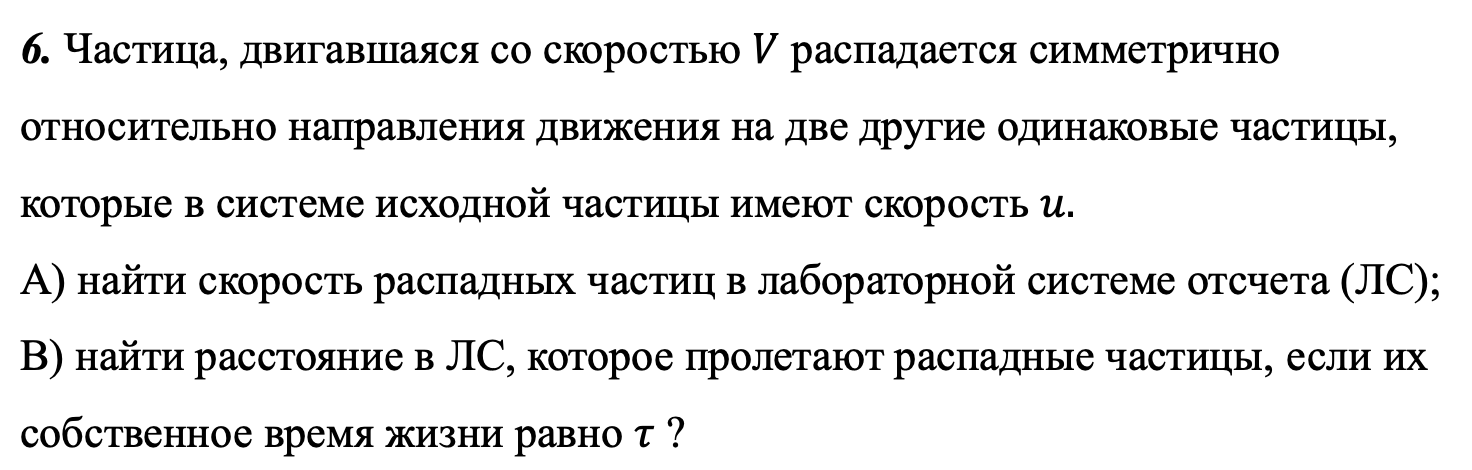 6. Частица, двигавшаяся со скоростью V распадается симметрично
относительно направления движения на две другие одинаковые частицы,
которые в системе исходной частицы имеют скорость u.
А) найти скорость распадных частиц в лабораторной системе отсчета (ЛС);
В) найти расстояние в ЛС, которое пролетают распадные частицы, если их
собственное время жизни равно τ ?